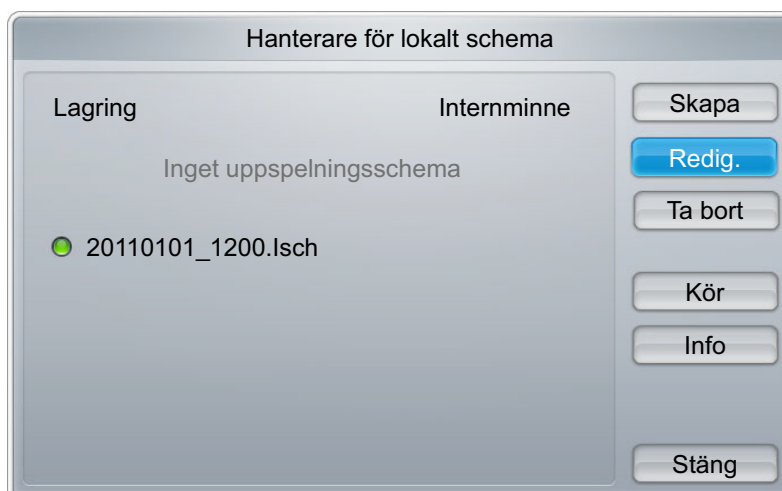 Hanterare för lokalt schema
Lagring Internminne
Inget uppspelningsschema
20110101_1200.lsch
Skapa
Redig.
Ta bort
Kör
Info
Stäng